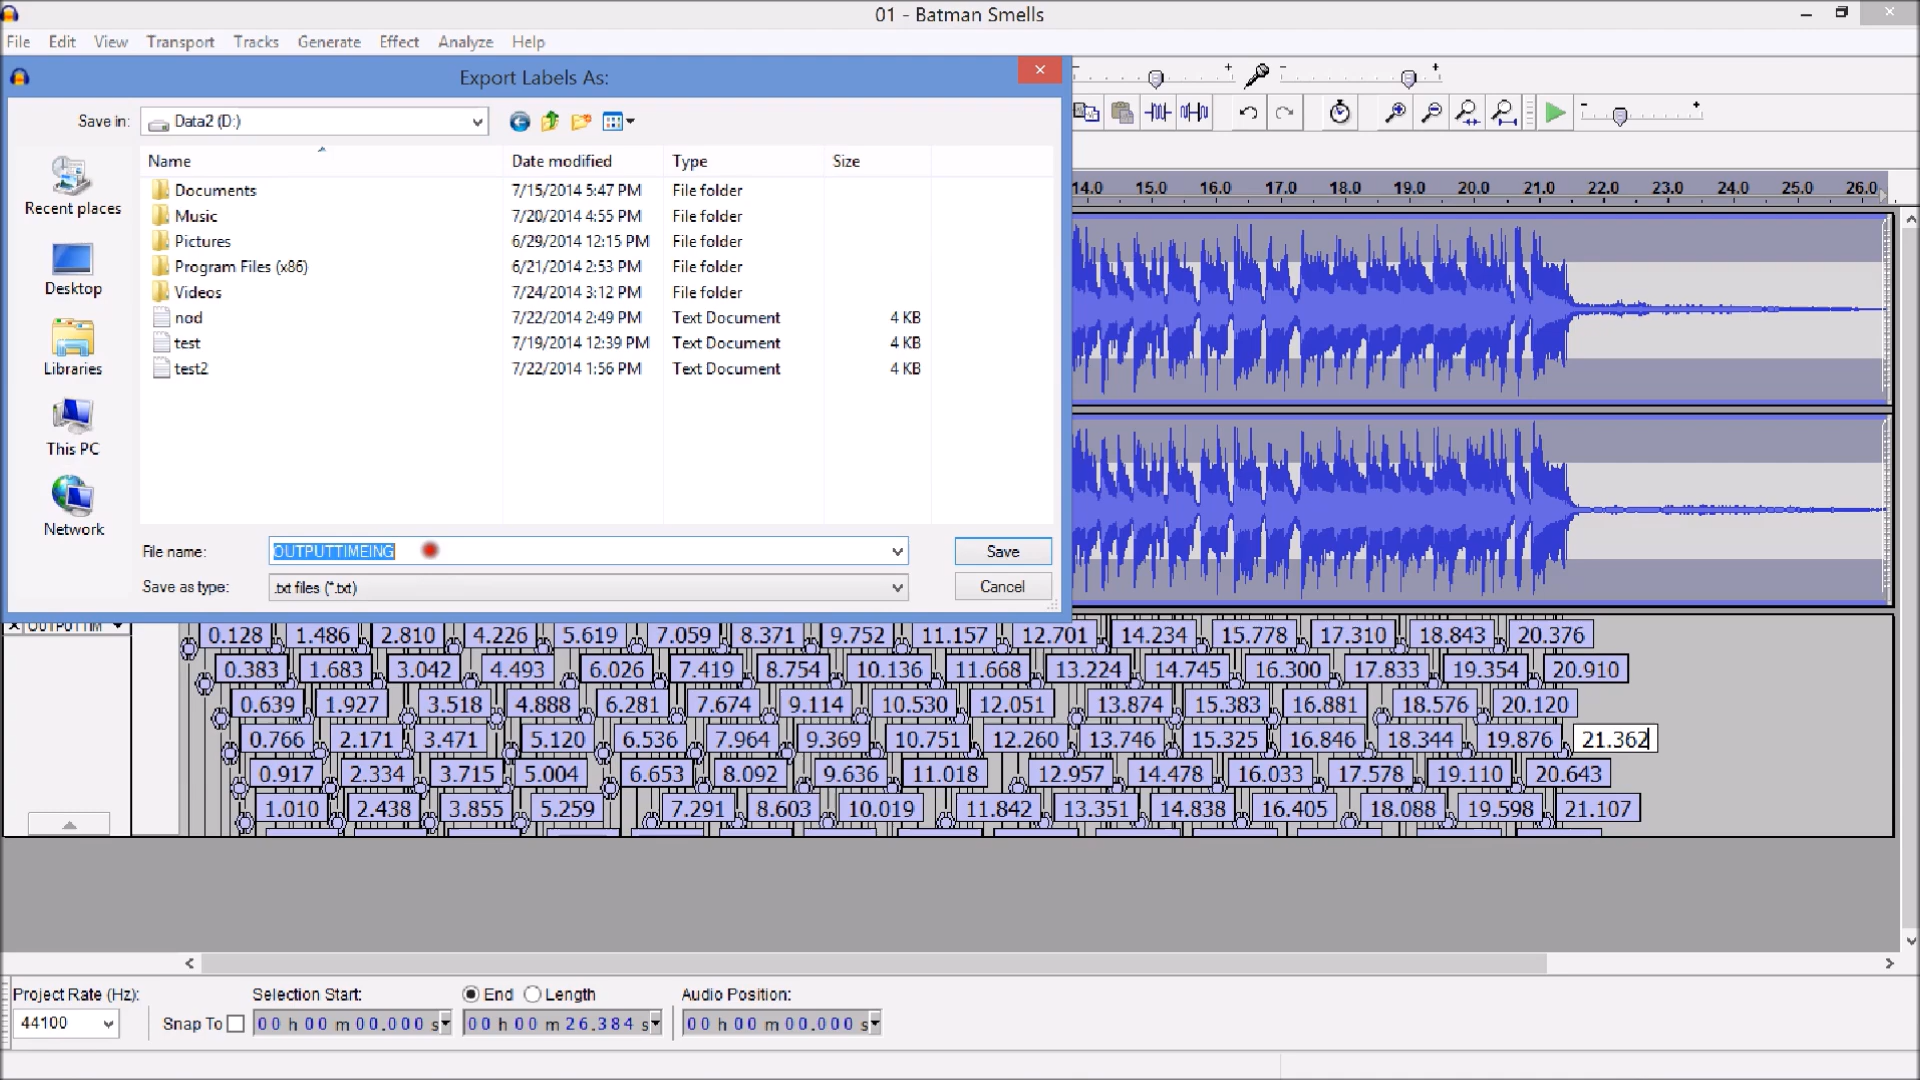 01 - Batman Smells
File Edit View Transport Tracks Generate Effect Analyze Help
Export Labels As:
Save in: Data2 (D:)
Name Date modified Type Size
Documents 7/15/2014 5:47 PM File folder
Music 7/20/2014 4:55 PM File folder
Pictures 6/29/2014 12:15 PM File folder
Program Files (x86) 6/21/2014 2:53 PM File folder
Videos 7/24/2014 3:12 PM File folder
nod 7/22/2014 2:49 PM Text Document 4 KB
test 7/19/2014 12:39 PM Text Document 4 KB
test2 7/22/2014 1:56 PM Text Document 4 KB
Recent places
Desktop
Libraries
This PC
Network
File name: OUTPUTTIMEING Save
Save as type: .txt files (*.txt) Cancel
14.0 15.0 16.0 17.0 18.0 19.0 20.0 21.0 22.0 23.0 24.0 25.0 26.0
OUTPUTTIM
0.128 1.486 2.810 4.226 5.619 7.059 8.371 9.752 11.157 12.701 14.234 15.778 17.310 18.843 20.376
0.383 1.683 3.042 4.493 6.026 7.419 8.754 10.136 11.668 13.224 14.745 16.300 17.833 19.354 20.910
0.639 1.927 3.518 4.888 6.281 7.674 9.114 10.530 12.051 13.874 15.383 16.881 18.576 20.120
0.766 2.171 3.471 5.120 6.536 7.964 9.369 10.751 12.260 13.746 15.325 16.846 18.344 19.876 21.362
0.917 2.334 3.715 5.004 6.653 8.092 9.636 11.018 12.957 14.478 16.033 17.578 19.110 20.643
1.010 2.438 3.855 5.259 7.291 8.603 10.019 11.842 13.351 14.838 16.405 18.088 19.598 21.107
Project Rate (Hz): Selection Start: End Length Audio Position:
44100 Snap To 00 h 00 m 00.000 s 00 h 00 m 26.384 s 00 h 00 m 00.000 s